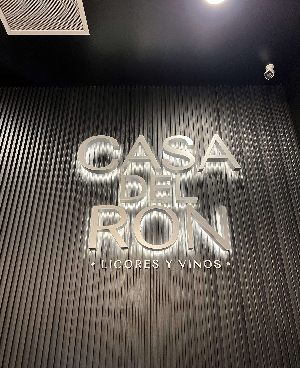 CASA
DEL
RON
• LICORES Y VINOS •